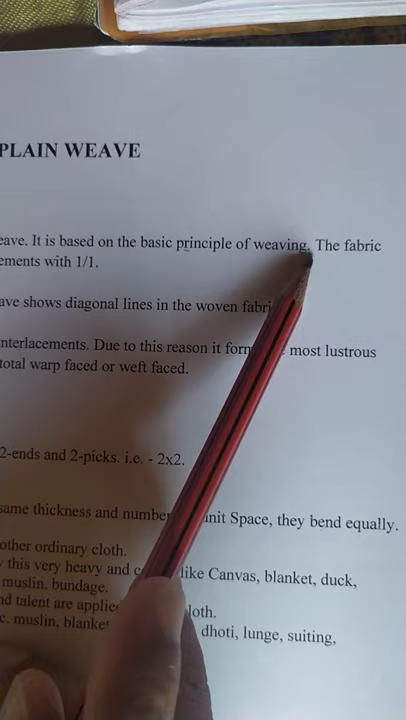 PLAIN WEAVE
eave. It is based on the basic principle of weaving. The fabric
ements with 1/1.
ave shows diagonal lines in the woven fabri
nterlacements. Due to this reason it form most lustrous
total warp faced or weft faced.
2-ends and 2-picks. i.e. - 2x2.
same thickness and number unit Space, they bend equally.
other ordinary cloth.
this very heavy and c like Canvas, blanket, duck,
muslin, bundage.
nd talent are applie loth.
c. muslin, blanket dhoti, lunge, suiting,